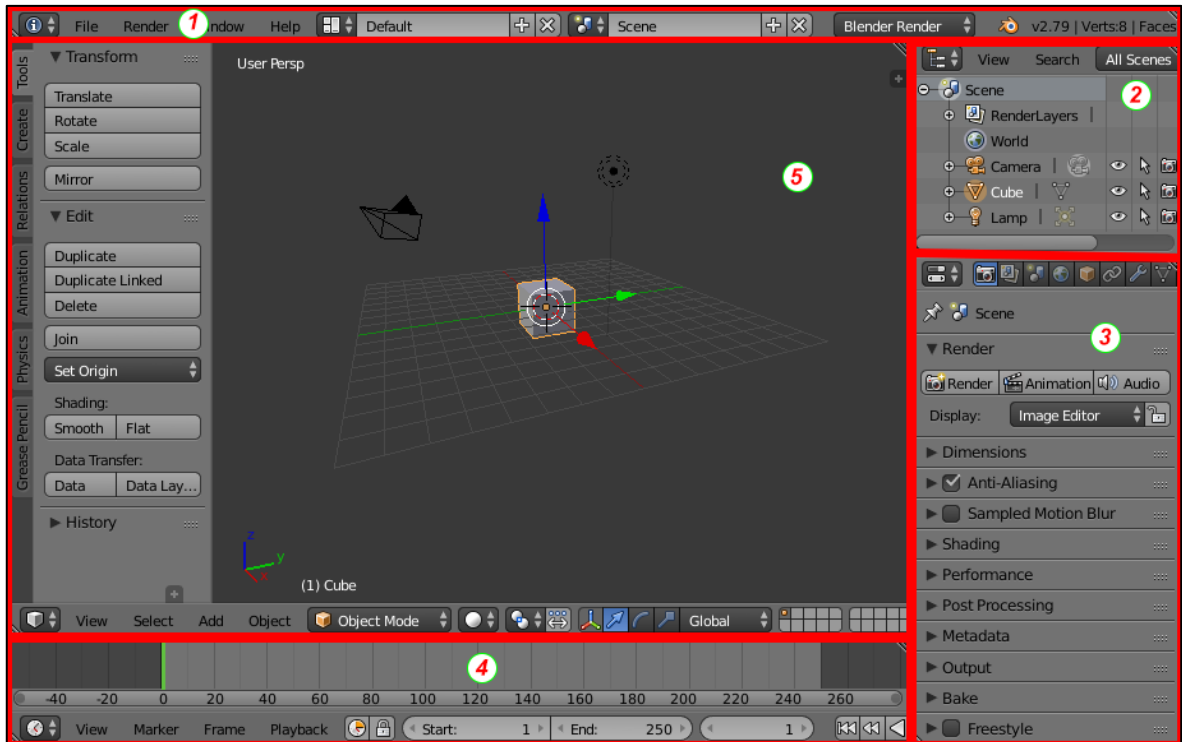 File Render 1 ndow Help Default Scene Blender Render v2.79 | Verts:8 | Faces
Tools
Create
Relations
Animation
Physics
Grease Pencil
Transform
Translate
Rotate
Scale
Mirror
Edit
Duplicate
Duplicate Linked
Delete
Join
Set Origin
Shading:
Smooth Flat
Data Transfer:
Data Data Lay...
History
User Persp
5
z
y
x
(1) Cube
View Select Add Object Object Mode Global
4
-40 -20 0 20 40 60 80 100 120 140 160 180 200 220 240 260
View Marker Frame Playback Start: 1 End: 250 1
View Search All Scenes
2
Scene
RenderLayers |
World
Camera |
Cube |
Lamp |
Scene
3
Render
Render Animation Audio
Display: Image Editor
Dimensions
Anti-Aliasing
Sampled Motion Blur
Shading
Performance
Post Processing
Metadata
Output
Bake
Freestyle